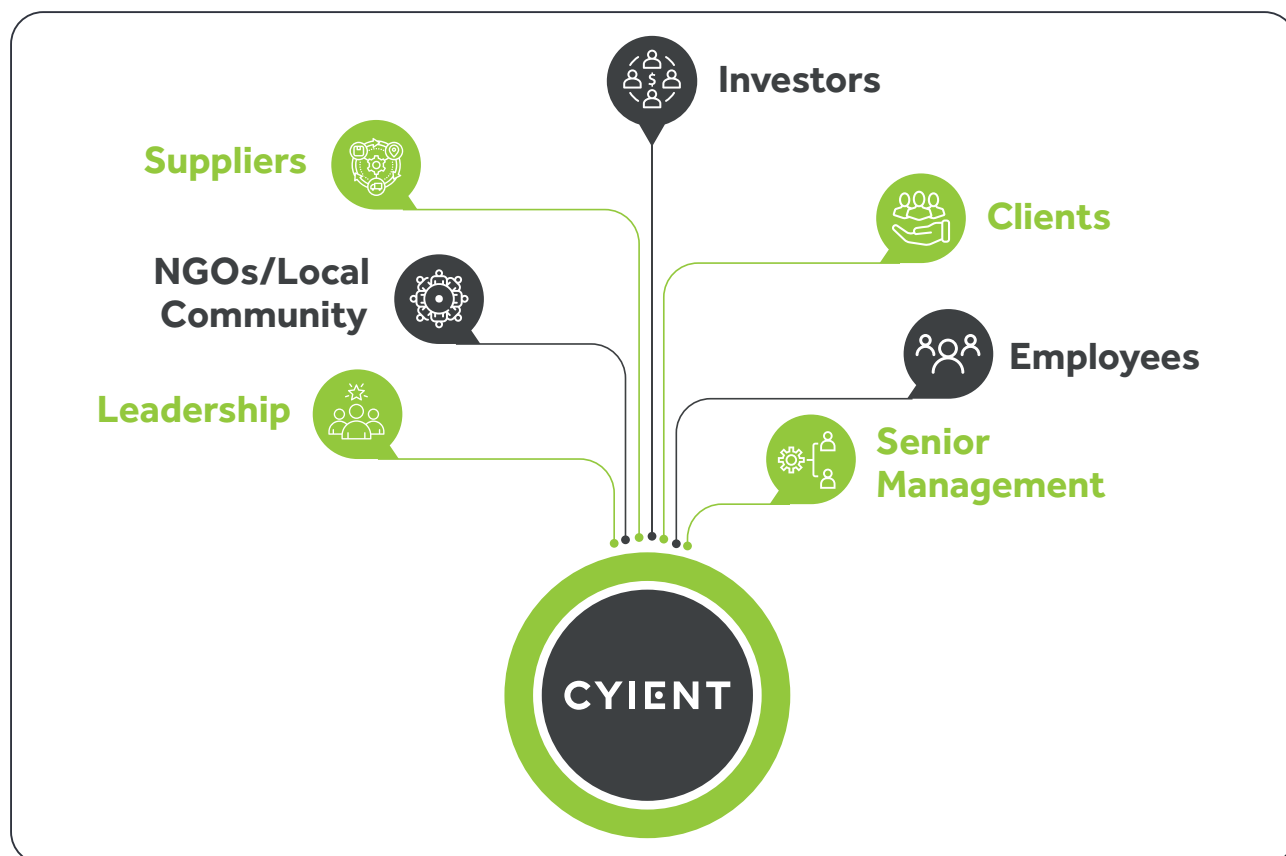 Investors
Suppliers
Clients
NGOs/Local
Community
Employees
Leadership
Senior
Management
$
CYIENT